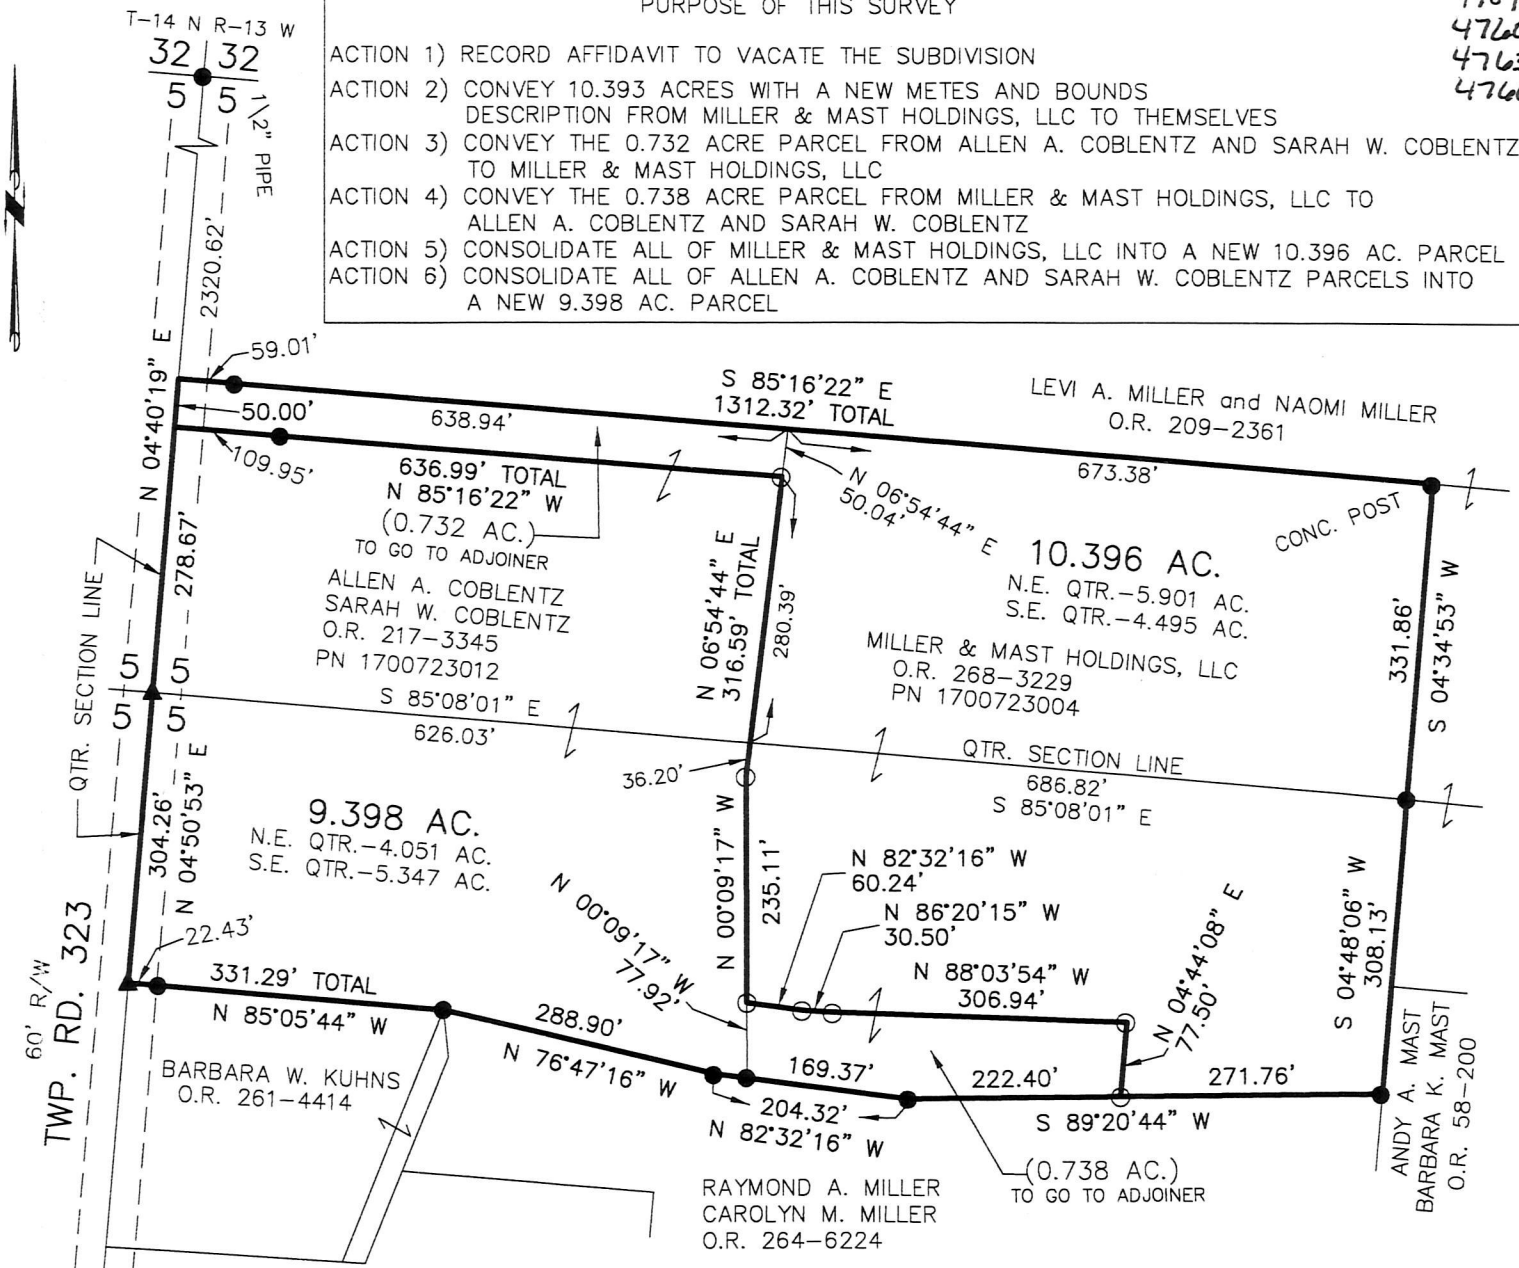 PURPOSE OF THIS SURVEY
ACTION 1) RECORD AFFIDAVIT TO VACATE THE SUBDIVISION
ACTION 2) CONVEY 10.393 ACRES WITH A NEW METES AND BOUNDS
DESCRIPTION FROM MILLER & MAST HOLDINGS, LLC TO THEMSELVES
ACTION 3) CONVEY THE 0.732 ACRE PARCEL FROM ALLEN A. COBLENTZ AND SARAH W. COBLENTZ
TO MILLER & MAST HOLDINGS, LLC
ACTION 4) CONVEY THE 0.738 ACRE PARCEL FROM MILLER & MAST HOLDINGS, LLC TO
ALLEN A. COBLENTZ AND SARAH W. COBLENTZ
ACTION 5) CONSOLIDATE ALL OF MILLER & MAST HOLDINGS, LLC INTO A NEW 10.396 AC. PARCEL
ACTION 6) CONSOLIDATE ALL OF ALLEN A. COBLENTZ AND SARAH W. COBLENTZ PARCELS INTO
A NEW 9.398 AC. PARCEL
T-14 N R-13 W
32 32
5 5
1\2" PIPE
2320.62'
N 04°40'19" E
59.01'
50.00'
638.94'
S 85°16'22" E
1312.32' TOTAL
LEVI A. MILLER and NAOMI MILLER
O.R. 209-2361
673.38'
109.95'
636.99' TOTAL
N 85°16'22" W
(0.732 AC.)
TO GO TO ADJOINER
N 06°54'44" E
50.04'
CONC. POST
278.67'
QTR. SECTION LINE
ALLEN A. COBLENTZ
SARAH W. COBLENTZ
O.R. 217-3345
PN 1700723012
N 06°54'44" E
316.59' TOTAL
280.39'
10.396 AC.
N.E. QTR.-5.901 AC.
S.E. QTR.-4.495 AC.
MILLER & MAST HOLDINGS, LLC
O.R. 268-3229
PN 1700723004
331.86'
S 04°34'53" W
5 5
5 5
S 85°08'01" E
626.03'
36.20'
QTR. SECTION LINE
686.82'
S 85°08'01" E
304.26'
N 04°50'53" E
9.398 AC.
N.E. QTR.-4.051 AC.
S.E. QTR.-5.347 AC.
N 00°09'17" W
235.11'
N 82°32'16" W
60.24'
N 86°20'15" W
30.50'
N 88°03'54" W
306.94'
N 00°09'17" W
77.92'
N 04°44'08" E
77.50'
S 04°48'06" W
308.13'
22.43'
331.29' TOTAL
N 85°05'44" W
288.90'
N 76°47'16" W
169.37'
204.32'
N 82°32'16" W
222.40'
271.76'
S 89°20'44" W
60' R/W
TWP. RD. 323
BARBARA W. KUHNS
O.R. 261-4414
(0.738 AC.)
TO GO TO ADJOINER
RAYMOND A. MILLER
CAROLYN M. MILLER
O.R. 264-6224
ANDY A. MAST
BARBARA K. MAST
O.R. 58-200